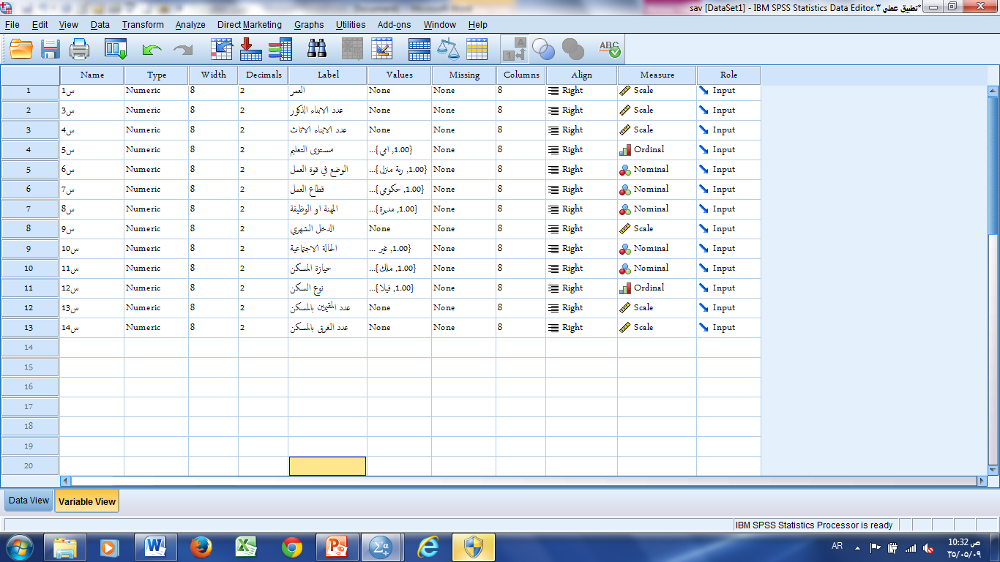 *تطبيق عملي ٣.sav [DataSet1] - IBM SPSS Statistics Data Editor
File Edit View Data Transform Analyze Direct Marketing Graphs Utilities Add-ons Window Help
Name Type Width Decimals Label Values Missing Columns Align Measure Role
1 س1 Numeric 8 2 العمر None None 8 Right Scale Input
2 س3 Numeric 8 2 عدد الابناء الذكور None None 8 Right Scale Input
3 س4 Numeric 8 2 عدد الابناء الاناث None None 8 Right Scale Input
4 س5 Numeric 8 2 مستوى التعليم {1.00, امي}... None 8 Right Ordinal Input
5 س6 Numeric 8 2 الوضع في قوة العمل {1.00, ربة منزل}... None 8 Right Nominal Input
6 س7 Numeric 8 2 قطاع العمل {1.00, حكومي}... None 8 Right Nominal Input
7 س8 Numeric 8 2 المهنة او الوظيفة {1.00, مديرة}... None 8 Right Nominal Input
8 س9 Numeric 8 2 الدخل الشهري None None 8 Right Scale Input
9 س10 Numeric 8 2 الحالة الاجتماعية {1.00, غير ... None 8 Right Nominal Input
10 س11 Numeric 8 2 حيازة المسكن {1.00, ملك}... None 8 Right Nominal Input
11 س12 Numeric 8 2 نوع السكن {1.00, فيلا}... None 8 Right Ordinal Input
12 س13 Numeric 8 2 عدد المقيمين بالمسكن None None 8 Right Scale Input
13 س14 Numeric 8 2 عدد الغرق بالمسكن None None 8 Right Scale Input
14
15
16
17
18
19
20
Data View Variable View
IBM SPSS Statistics Processor is ready
AR 10:32 ص
٣٥/٠٥/٠٩